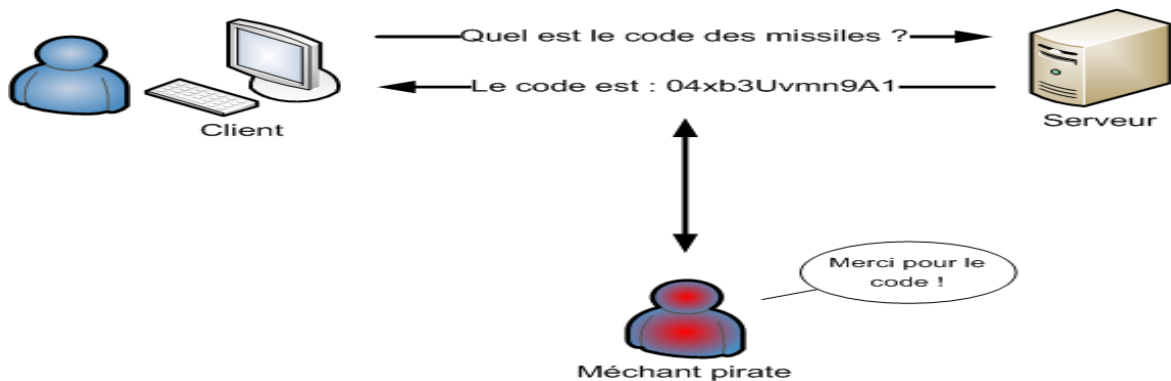 Quel est le code des missiles ?
Le code est : 04xb3Uvmn9A1
Client
Serveur
Merci pour le
code !
Méchant pirate